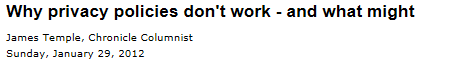 Why privacy policies don't work - and what might
James Temple, Chronicle Columnist
Sunday, January 29, 2012